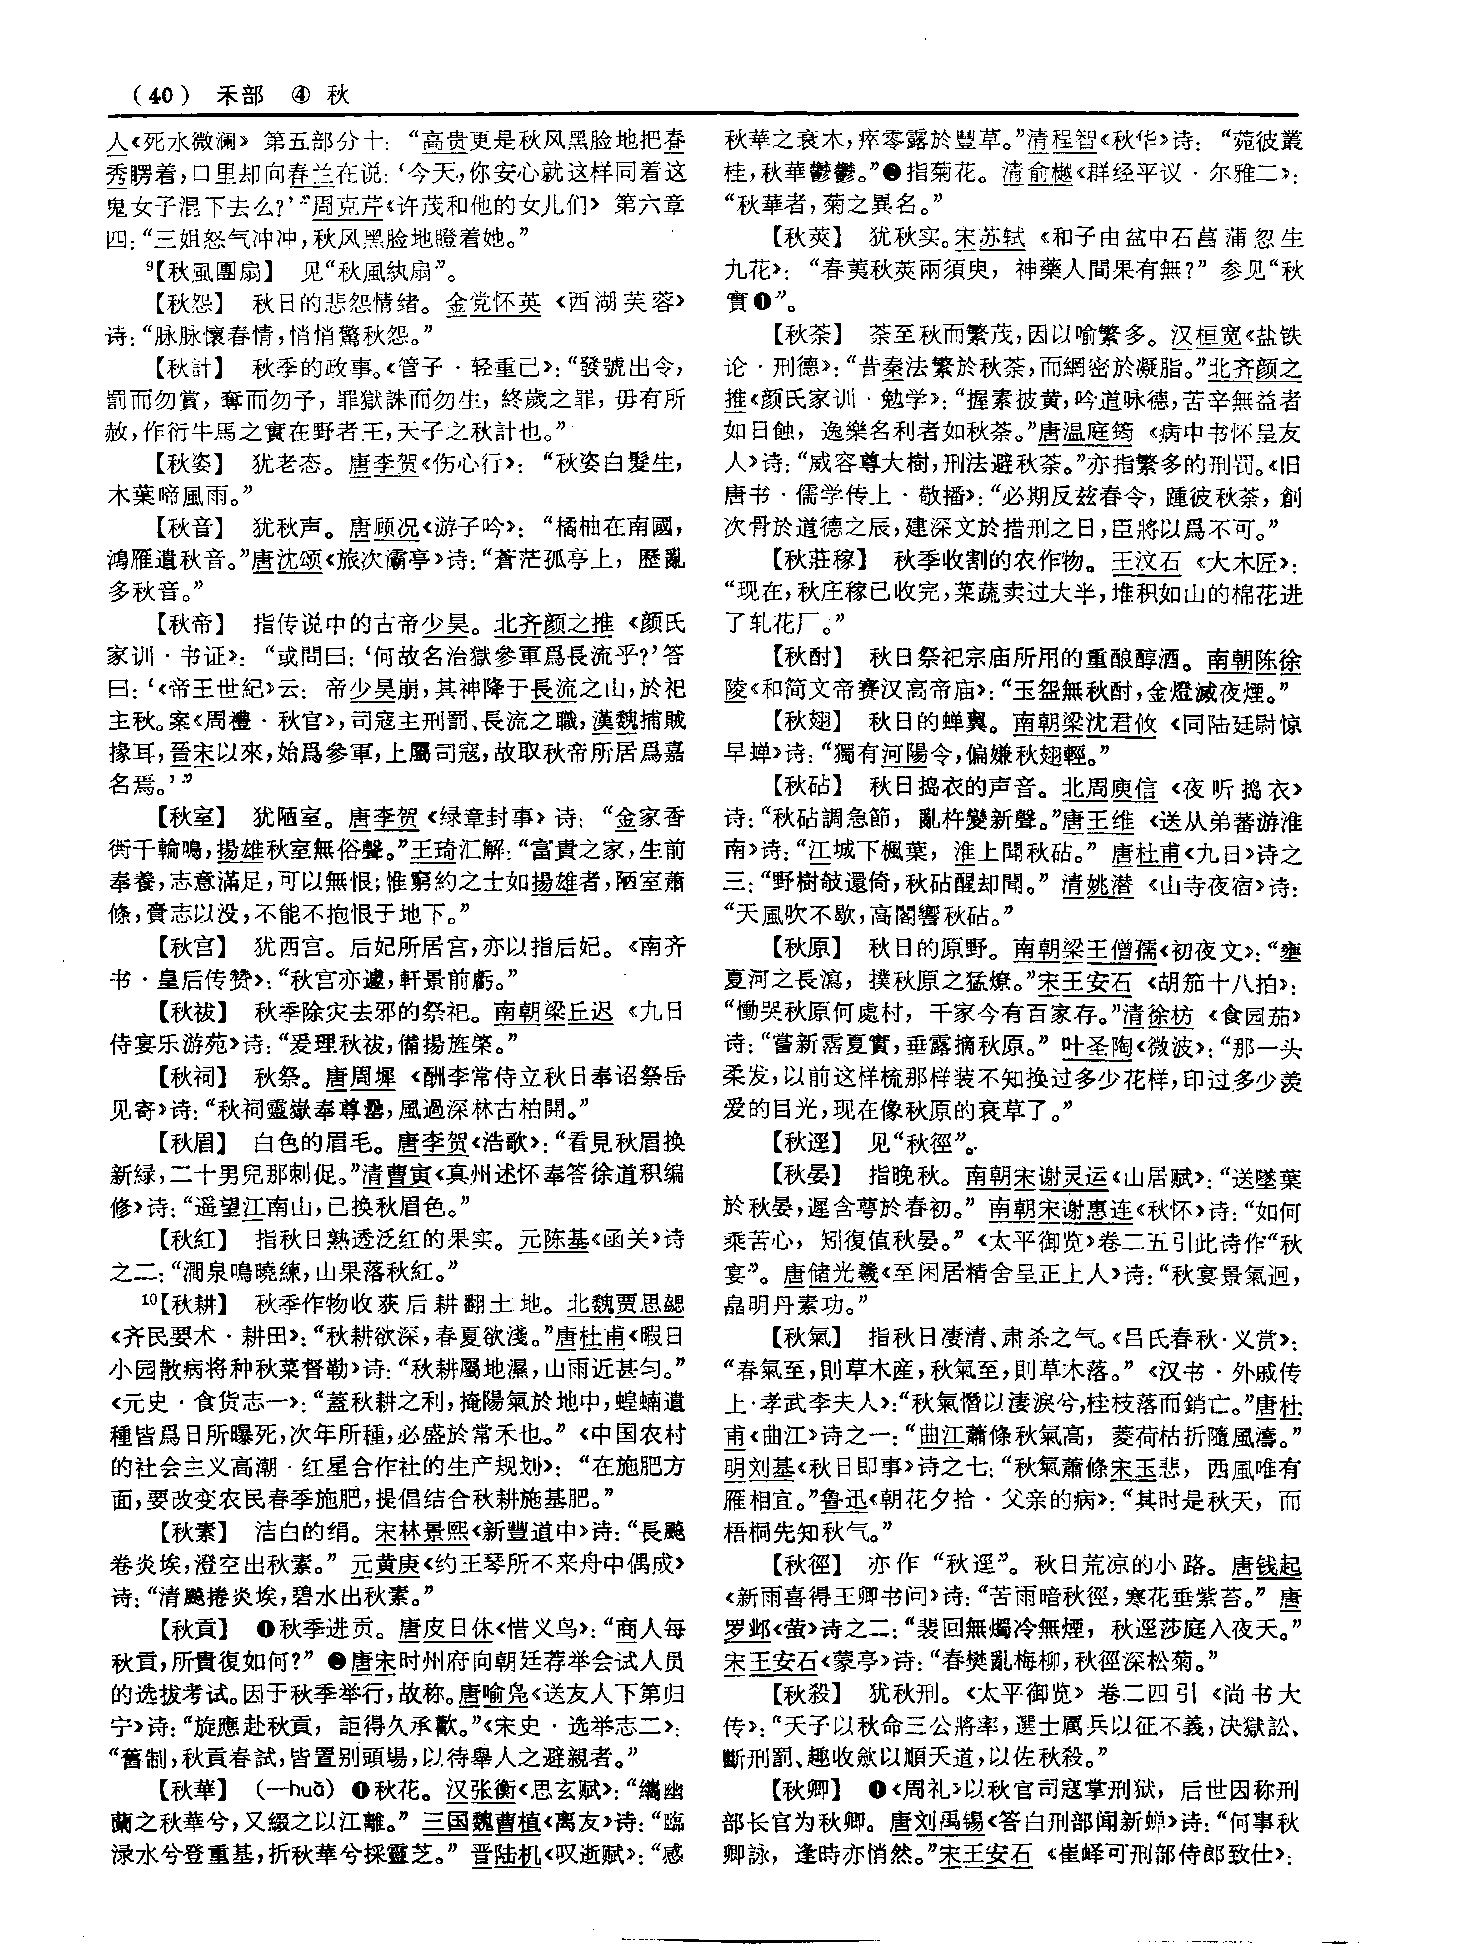 （40） 禾部 ④ 秋
人《死水微澜》 第五部分十：“高贵更是秋风黑脸地把春
秀瞪着，口里却向春兰在说：‘今天，你安心就这样同着这
鬼女子混下去么？’”周克芹《许茂和他的女儿们》 第六章
四：“三姐怒气冲冲，秋风黑脸地瞪着她。”
9【秋風團扇】 见“秋風紈扇”。
【秋怨】 秋日的悲怨情绪。金党怀英《西湖芙蓉》
诗：“脉脉懷春情，悄悄驚秋怨。”
【秋計】 秋季的政事。《管子·轻重己》：“發號出令，
罰而勿賞，奪而勿予，罪獄誅而勿生，終歲之罪，毋有所
赦，作衍牛馬之實在野者王，天子之秋計也。”
【秋姿】 犹老态。唐李贺《伤心行》：“秋姿白髮生，
木葉啼風雨。”
【秋音】 犹秋声。唐顾况《游子吟》：“橘柚在南國，
鴻雁遺秋音。”唐沈颂《旅次灞亭》诗：“蒼茫孤亭上，歷亂
多秋音。”
【秋帝】 指传说中的古帝少昊。北齐颜之推《颜氏
家训·书证》：“或問曰：‘何故名治獄參軍爲長流乎？’答
曰：‘《帝王世紀》云：帝少昊崩，其神降于長流之山，於祀
主秋。案《周禮·秋官》，司寇主刑罰、長流之職，漢魏捕賊
掾耳，晉宋以來，始爲參軍，上屬司寇，故取秋帝所居爲嘉
名焉。’”
【秋室】 犹陋室。唐李贺《绿章封事》诗：“金家香
衖千輪鳴，揚雄秋室無俗聲。”王琦汇解：“富貴之家，生前
奉養，志意滿足，可以無恨；惟窮約之士如揚雄者，陋室蕭
條，賫志以没，不能不抱恨于地下。”
【秋宫】 犹西宫。后妃所居宫，亦以指后妃。《南齐
书·皇后传赞》：“秋宫亦遽，軒景前虧。”
【秋祓】 秋季除灾去邪的祭祀。南朝梁丘迟《九日
侍宴乐游苑》诗：“爰理秋祓，備揚旌棨。”
【秋祠】 秋祭。唐周墀《酬李常侍立秋日奉诏祭岳
见寄》诗：“秋祠靈嶽奉尊罍，風過深林古柏開。”
【秋眉】 白色的眉毛。唐李贺《浩歌》：“看見秋眉换
新緑，二十男兒那刺促。”清曹寅《真州述怀奉答徐道积编
修》诗：“遥望江南山，已换秋眉色。”
【秋紅】 指秋日熟透泛红的果实。元陈基《函关》诗
之二：“澗泉鳴曉練，山果落秋紅。”
10【秋耕】 秋季作物收获后耕翻土地。北魏贾思勰
《齐民要术·耕田》：“秋耕欲深，春夏欲淺。”唐杜甫《暇日
小园散病将种秋菜督勒》诗：“秋耕屬地濕，山雨近甚匀。”
《元史·食货志一》：“蓋秋耕之利，掩陽氣於地中，蝗蝻遺
種皆爲日所曝死，次年所種，必盛於常禾也。”《中国农村
的社会主义高潮·红星合作社的生产规划》：“在施肥方
面，要改变农民春季施肥，提倡结合秋耕施基肥。”
【秋素】 洁白的绢。宋林景熙《新豐道中》诗：“長飈
卷炎埃，澄空出秋素。”元黄庚《约王琴所不来舟中偶成》
诗：“清飈捲炎埃，碧水出秋素。”
【秋貢】 ❶秋季进贡。唐皮日休《惜义鸟》：“商人每
秋貢，所貴復如何？”❷唐宋时州府向朝廷荐举会试人员
的选拔考试。因于秋季举行，故称。唐喻凫《送友人下第归
宁》诗：“旋應赴秋貢，詎得久承歡。”《宋史·选举志二》：
“舊制，秋貢春試，皆置别頭場，以待舉人之避親者。”
【秋華】 （—huā）❶秋花。汉张衡《思玄赋》：“纗幽
蘭之秋華兮，又綴之以江離。”三国魏曹植《离友》诗：“臨
渌水兮登重基，折秋華兮採靈芝。”晋陆机《叹逝赋》：“感
秋華之衰木，瘁零露於豐草。”清程智《秋华》诗：“菀彼叢
桂，秋華鬱鬱。”❷指菊花。清俞樾《群经平议·尔雅二》：
“秋華者，菊之異名。”
【秋莢】 犹秋实。宋苏轼《和子由盆中石菖蒲忽生
九花》：“春荑秋莢兩須臾，神藥人間果有無？”参见“秋
實❶”。
【秋荼】 荼至秋而繁茂，因以喻繁多。汉桓宽《盐铁
论·刑德》：“昔秦法繁於秋荼，而網密於凝脂。”北齐颜之
推《颜氏家训·勉学》：“握素披黄，吟道咏德，苦辛無益者
如日蝕，逸樂名利者如秋荼。”唐温庭筠《病中书怀呈友
人》诗：“威容尊大樹，刑法避秋荼。”亦指繁多的刑罚。《旧
唐书·儒学传上·敬播》：“必期反兹春令，踵彼秋荼，創
次骨於道德之辰，建深文於措刑之日，臣將以爲不可。”
【秋莊稼】 秋季收割的农作物。王汶石《大木匠》：
“现在，秋庄稼已收完，菜蔬卖过大半，堆积如山的棉花进
了轧花厂。”
【秋酎】 秋日祭祀宗庙所用的重酿醇酒。南朝陈徐
陵《和简文帝赛汉高帝庙》：“玉盌無秋酎，金燈滅夜煙。”
【秋翅】 秋日的蝉翼。南朝梁沈君攸《同陆廷尉惊
早蝉》诗：“獨有河陽令，偏嫌秋翅輕。”
【秋砧】 秋日捣衣的声音。北周庾信《夜听捣衣》
诗：“秋砧調急節，亂杵變新聲。”唐王维《送从弟蕃游淮
南》诗：“江城下楓葉，淮上聞秋砧。”唐杜甫《九日》诗之
三：“野樹攲還倚，秋砧醒却聞。”清姚潜《山寺夜宿》诗：
“天風吹不歇，高閣響秋砧。”
【秋原】 秋日的原野。南朝梁王僧孺《初夜文》：“壅
夏河之長瀉，撲秋原之猛燎。”宋王安石《胡笳十八拍》：
“慟哭秋原何處村，千家今有百家存。”清徐枋《食园茄》
诗：“嘗新霑夏實，垂露摘秋原。”叶圣陶《微波》：“那一头
柔发，以前这样梳那样装不知换过多少花样，印过多少羡
爱的目光，现在像秋原的衰草了。”
【秋逕】 见“秋徑”。
【秋晏】 指晚秋。南朝宋谢灵运《山居赋》：“送墜葉
於秋晏，遲含萼於春初。”南朝宋谢惠连《秋怀》诗：“如何
乘苦心，矧復值秋晏。”《太平御览》卷二五引此诗作“秋
宴”。唐储光羲《至闲居精舍呈正上人》诗：“秋宴景氣迥，
皛明丹素功。”
【秋氣】 指秋日凄清、肃杀之气。《吕氏春秋·义赏》：
“春氣至，則草木産，秋氣至，則草木落。”《汉书·外戚传
上·孝武李夫人》：“秋氣憯以淒淚兮，桂枝落而銷亡。”唐杜
甫《曲江》诗之一：“曲江蕭條秋氣高，菱荷枯折隨風濤。”
明刘基《秋日即事》诗之七：“秋氣蕭條宋玉悲，西風唯有
雁相宜。”鲁迅《朝花夕拾·父亲的病》：“其时是秋天，而
梧桐先知秋气。”
【秋徑】 亦作“秋逕”。秋日荒凉的小路。唐钱起
《新雨喜得王卿书问》诗：“苦雨暗秋徑，寒花垂紫苔。”唐
罗邺《萤》诗之二：“裴回無燭冷無煙，秋逕莎庭入夜天。”
宋王安石《蒙亭》诗：“春樊亂梅柳，秋徑深松菊。”
【秋殺】 犹秋刑。《太平御览》卷二四引《尚书大
传》：“天子以秋命三公將率，選士厲兵以征不義，决獄訟、
斷刑罰、趣收斂以順天道，以佐秋殺。”
【秋卿】 ❶《周礼》以秋官司寇掌刑狱，后世因称刑
部长官为秋卿。唐刘禹锡《答白刑部闻新蝉》诗：“何事秋
卿詠，逢時亦悄然。”宋王安石《崔峄可刑部侍郎致仕》：